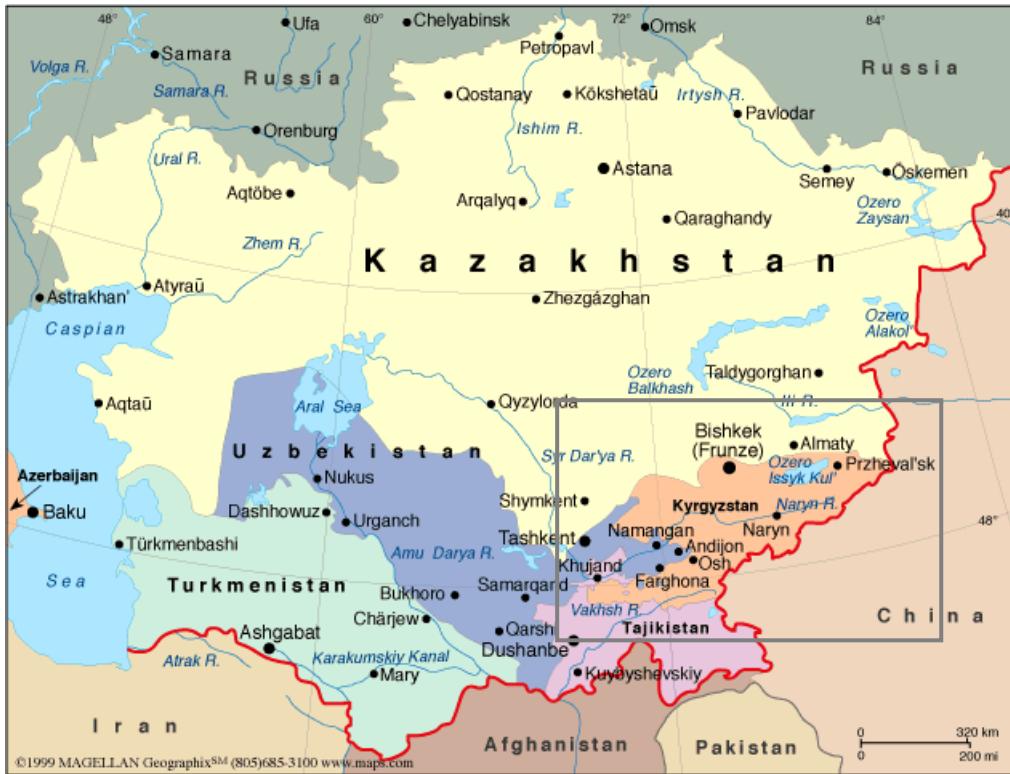 48°
60°
72°
84°
Ufa
Chelyabinsk
Omsk
Petropavl
Samara
Volga R.
Russia
Russia
Samara R.
Qostanay
Kökshetaū
Irtysh R.
Pavlodar
Ishim R.
Orenburg
Ural R.
Astana
Semey
Öskemen
Aqtöbe
Arqalyq
Qaraghandy
Ozero
Zaysan
40
Zhem R.
Kazakhstan
Atyraū
Astrakhan'
Zhezgázghan
Caspian
Ozero
Alakol'
Ozero
Balkhash
Taldygorghan
Ili R.
Aqtaū
Aral Sea
Qyzylorda
Bishkek
(Frunze)
Almaty
Uzbekistan
Syr Dar'ya R.
Ozero
Issyk Kul'
Przheval'sk
Azerbaijan
Nukus
Shymkent
Kyrgyzstan
Naryn R.
Baku
Dashhowuz
Urganch
Naryn
48°
Türkmenbashi
Tashkent
Namangan
Andijon
Amu Darya R.
Khujand
Osh
Sea
Turkmenistan
Samarqand
Farghona
Bukhoro
Vakhsh R.
China
Chärjew
Qarshi
Tajikistan
Ashgabat
Dushanbe
Atrak R.
Karakumskiy Kanal
Mary
Kuybyshevskiy
Iran
Afghanistan
Pakistan
0 320 km
0 200 mi
©1999 MAGELLAN Geographix℠ (805)685-3100 www.maps.com